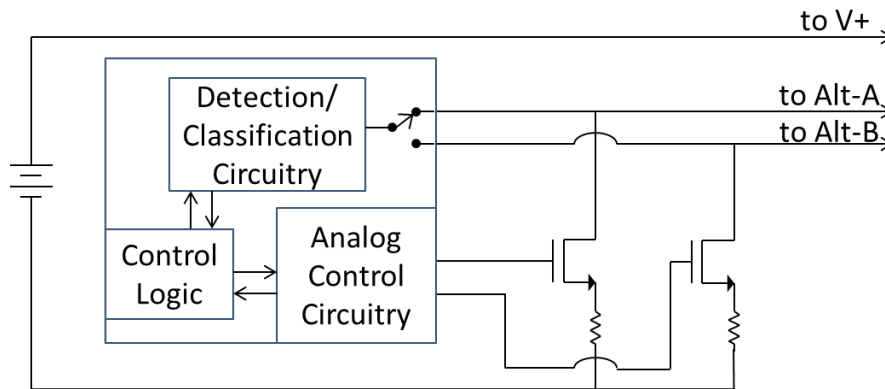 to V+
to Alt-A
to Alt-B
Detection/
Classification
Circuitry
Control
Logic
Analog
Control
Circuitry